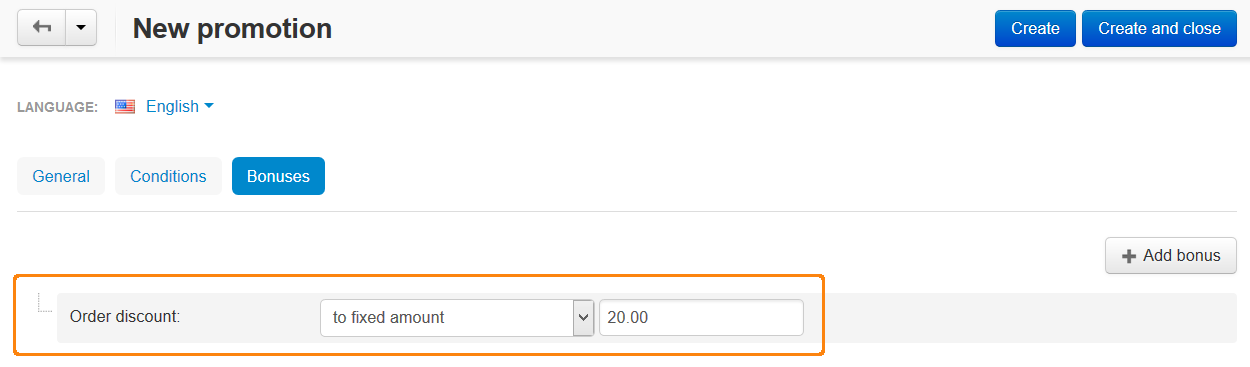 New promotion
Create
Create and close
LANGUAGE: English
General
Conditions
Bonuses
Add bonus
Order discount: to fixed amount 20.00